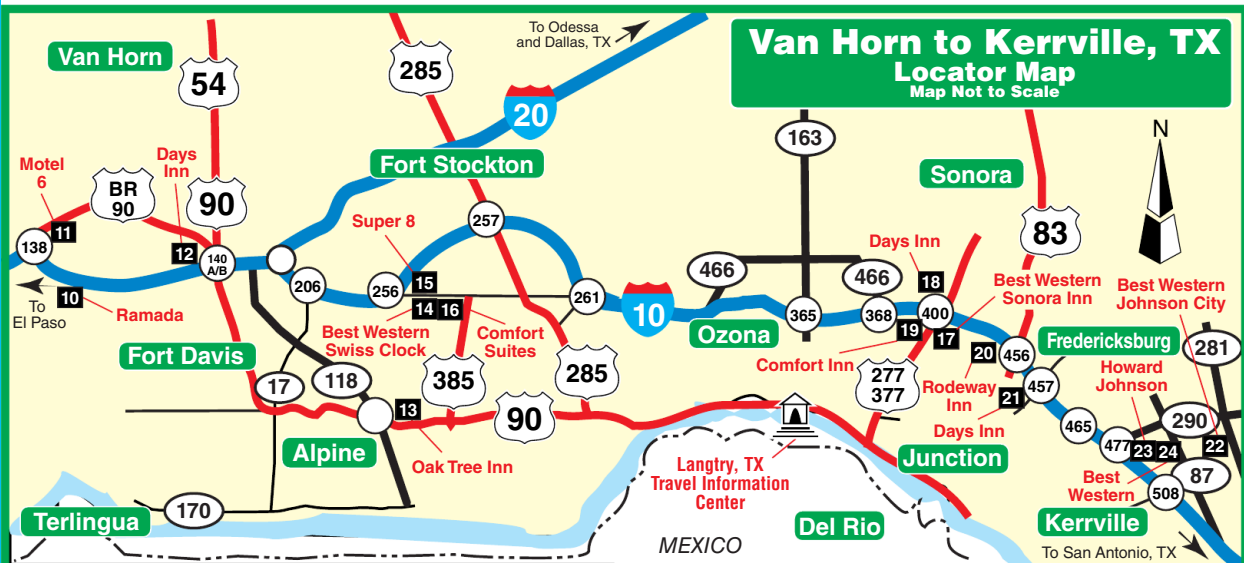 Van Horn to Kerrville, TX
Locator Map
Map Not to Scale
To Odessa
and Dallas, TX
Van Horn
54
285
20
163
N
Fort Stockton
Sonora
Motel
6
Days
Inn
BR
90
90
11
138
12
140
A/B
10
Ramada
To
El Paso
Super 8
257
206
256
15
14
16
261
10
Best Western
Swiss Clock
Comfort
Suites
466
466
Days Inn
18
83
Best Western
Sonora Inn
Best Western
Johnson City
Ozona
365
368
400
19
17
Comfort Inn
20
456
Rodeway
Inn
Fredericksburg
281
Fort Davis
17
118
385
285
277
377
457
21
Days Inn
Howard
Johnson
13
90
Oak Tree Inn
Alpine
465
477
23
24
290
22
Langtry, TX
Travel Information
Center
Junction
Best
Western
87
508
Terlingua
170
Del Rio
Kerrville
MEXICO
To San Antonio, TX